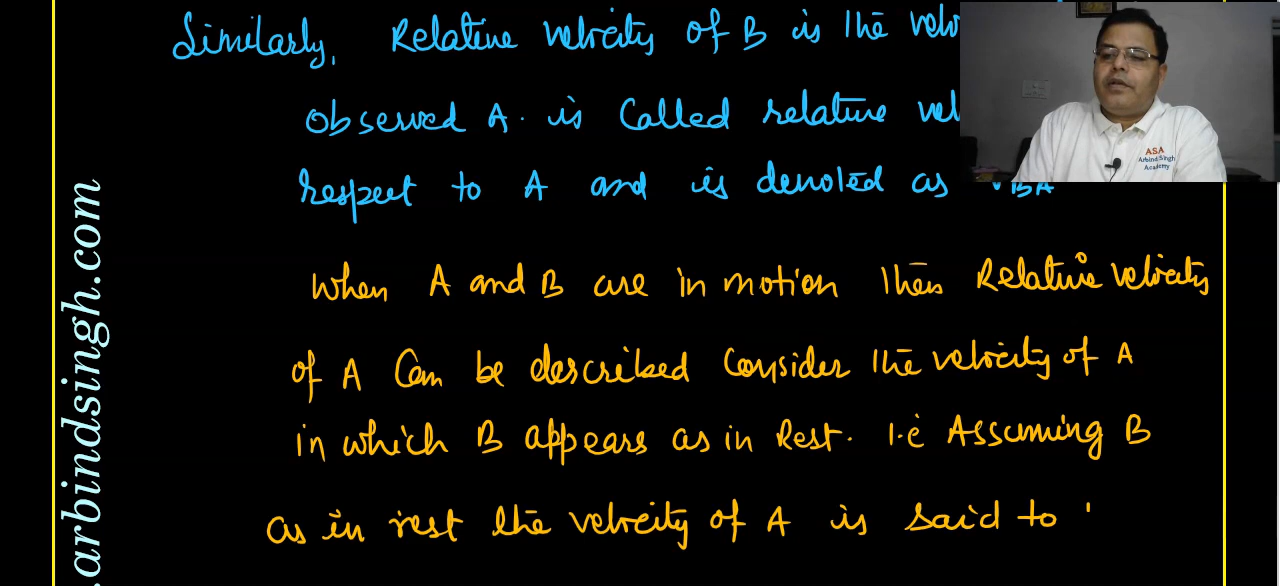 Similarly, Relative velocity of B is the velo
observed A. is Called relative vel
respect to A and is denoted as VBA
When A and B are in motion then Relative velocity
of A Can be described Consider the velocity of A
in which B appears as in Rest. i.e Assuming B
as in rest the velocity of A is said to
.arbindsingh.com
ASA
Arbind Singh
Academy